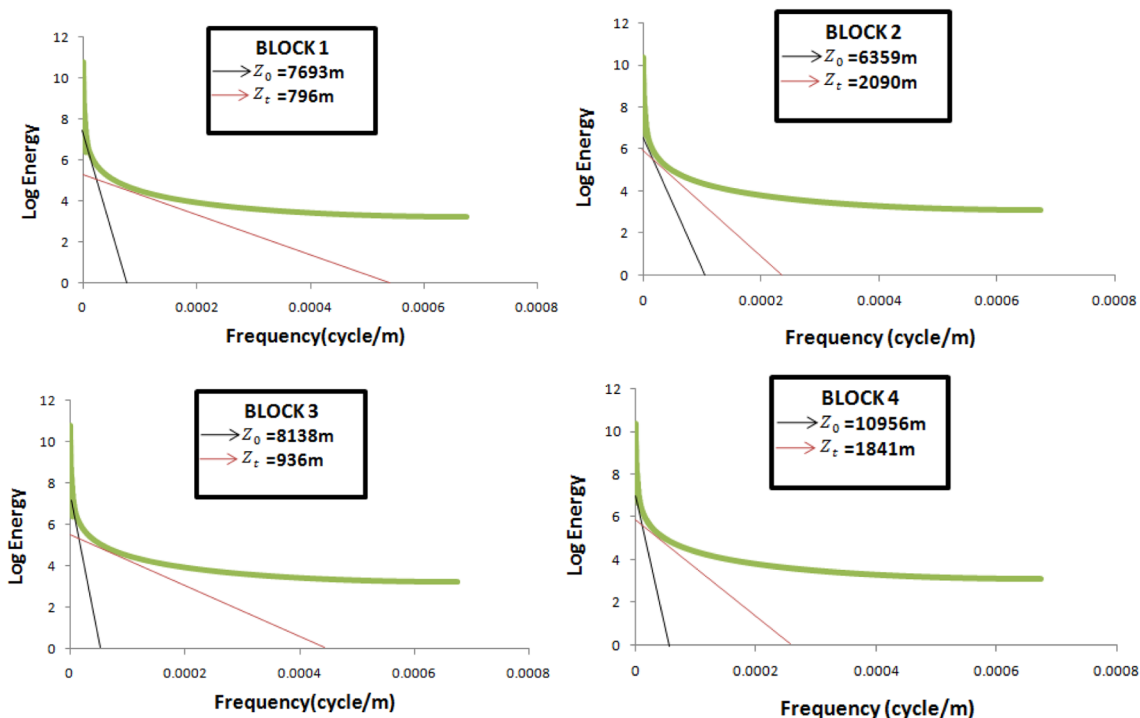 BLOCK 1
Z₀ =7693m
Zₜ =796m
Log Energy
12
10
8
6
4
2
0
0 0.0002 0.0004 0.0006 0.0008
Frequency(cycle/m)
BLOCK 2
Z₀ =6359m
Zₜ =2090m
Log Energy
12
10
8
6
4
2
0
0 0.0002 0.0004 0.0006 0.0008
Frequency (cycle/m)
BLOCK 3
Z₀ =8138m
Zₜ =936m
Log Energy
12
10
8
6
4
2
0
0 0.0002 0.0004 0.0006 0.0008
Frequency(cycle/m)
BLOCK 4
Z₀ =10956m
Zₜ =1841m
Log Energy
12
10
8
6
4
2
0
0 0.0002 0.0004 0.0006 0.0008
Frequency (cycle/m)